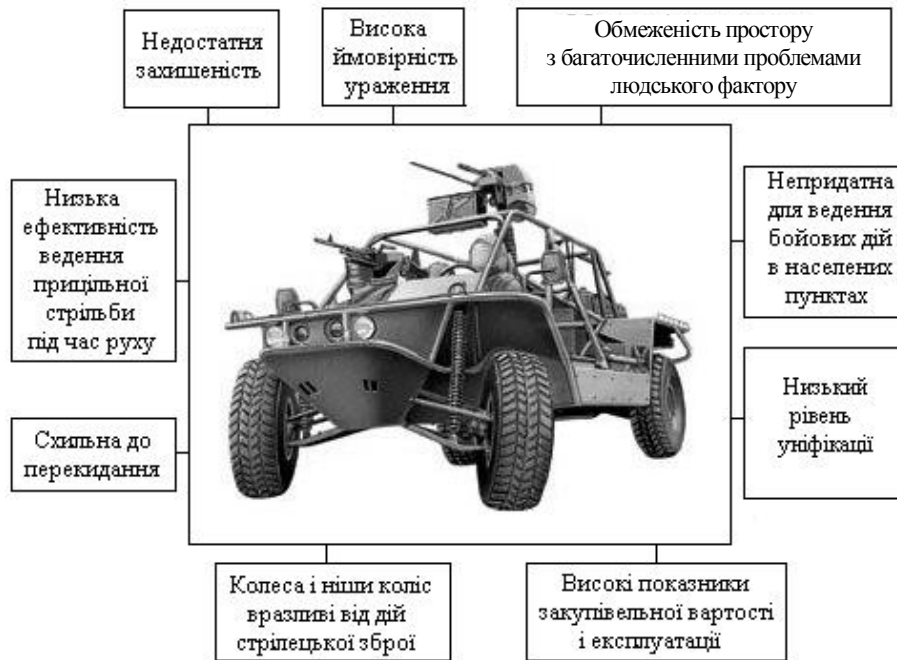 Недостатня
захищеність
Висока
ймовірність
ураження
Обмеженість простору
з багаточисленними проблемами
людського фактору
Низька
ефективність
ведення
прицільної
стрільби
під час руху
Непридатна
для ведення
бойових дій
в населених
пунктах
Схильна до
перекидання
Низький
рівень
уніфікації
Колеса і ніши коліс
вразливі від дій
стрілецької зброї
Високі показники
закупівельної вартості
і експлуатації